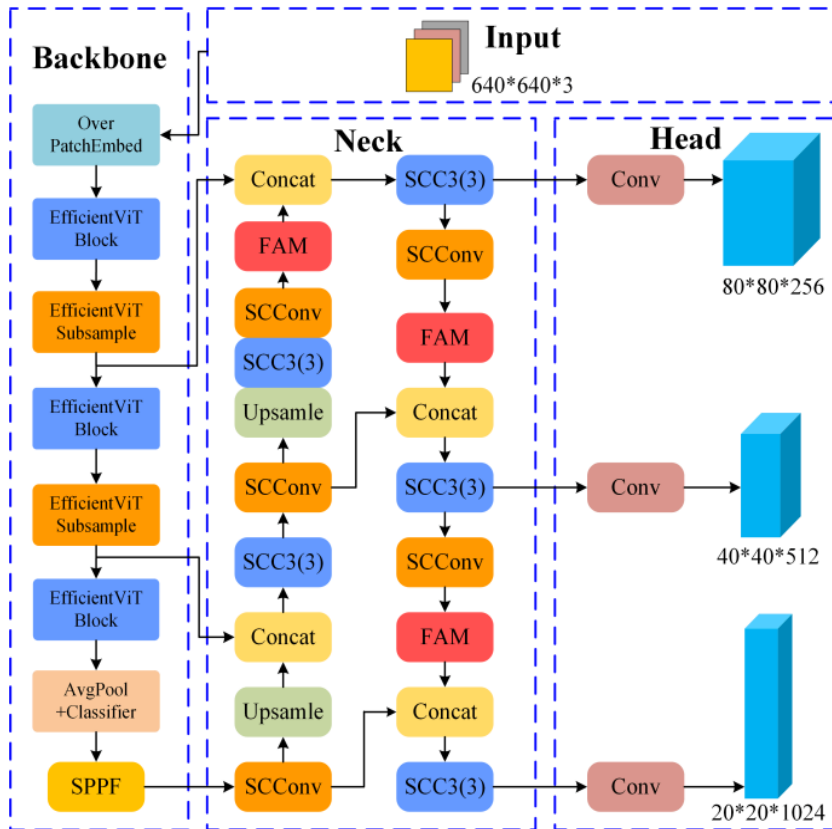 Input
640*640*3
Backbone
Over
PatchEmbed
EfficientViT
Block
EfficientViT
Subsample
EfficientViT
Block
EfficientViT
Subsample
EfficientViT
Block
AvgPool
+Classifier
SPPF
Neck
Concat
FAM
SCConv
SCC3(3)
Upsamle
SCConv
SCC3(3)
Concat
Upsamle
SCConv
SCC3(3)
SCConv
FAM
Concat
SCC3(3)
SCConv
FAM
Concat
SCC3(3)
Head
Conv
80*80*256
Conv
40*40*512
Conv
20*20*1024